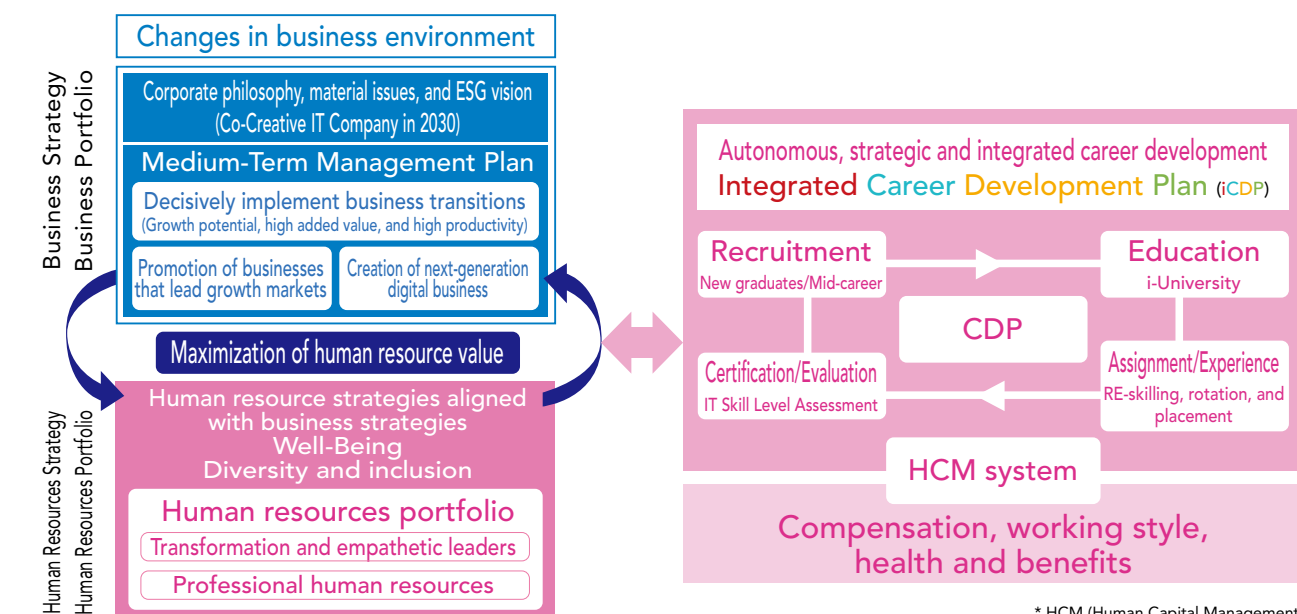 Changes in business environment
Business Strategy
Business Portfolio
Corporate philosophy, material issues, and ESG vision
(Co-Creative IT Company in 2030)
Medium-Term Management Plan
Decisively implement business transitions
(Growth potential, high added value, and high productivity)
Promotion of businesses
that lead growth markets
Creation of next-generation
digital business
Maximization of human resource value
Human Resources Strategy
Human Resources Portfolio
Human resource strategies aligned
with business strategies
Well-Being
Diversity and inclusion
Human resources portfolio
Transformation and empathetic leaders
Professional human resources
Autonomous, strategic and integrated career development
Integrated Career Development Plan (iCDP)
Recruitment
New graduates/Mid-career
Education
i-University
CDP
Certification/Evaluation
IT Skill Level Assessment
Assignment/Experience
RE-skilling, rotation, and
placement
HCM system
Compensation, working style,
health and benefits
* HCM (Human Capital Management